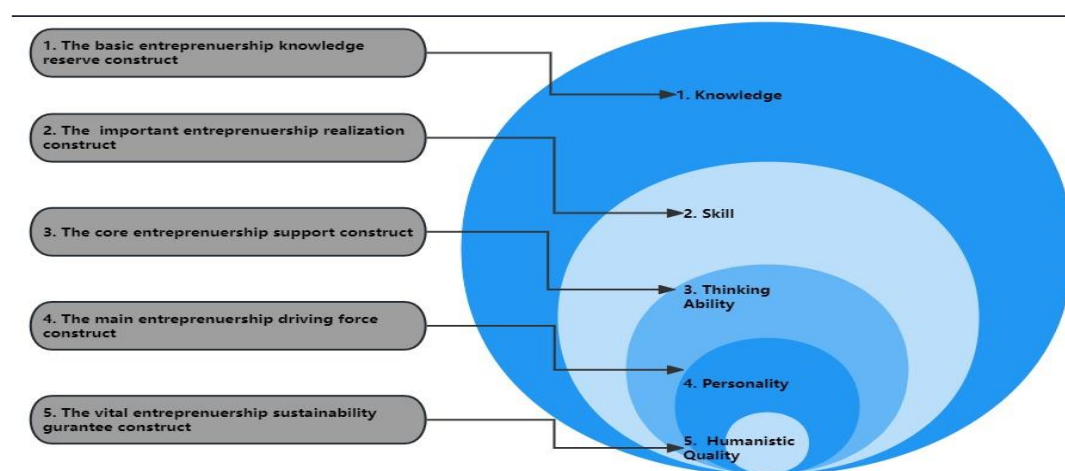 1. The basic entreprenuership knowledge
reserve construct
1. Knowledge
2. The  important entreprenuership realization
construct
2. Skill
3. The core entreprenuership support construct
3. Thinking
Ability
4. The main entreprenuership driving force
construct
4. Personality
5. The vital entreprenuership sustainability
gurantee construct
5.  Humanistic
Quality